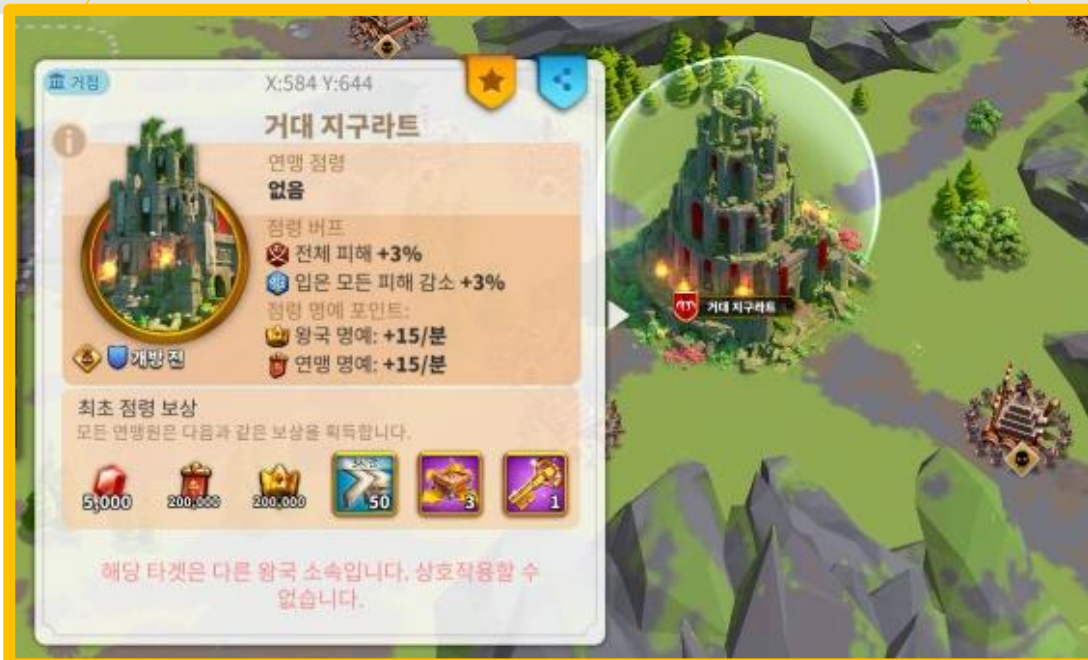 거점
X:584 Y:644
거대 지구라트
연맹 점령
없음
점령 버프
전체 피해 +3%
입은 모든 피해 감소 +3%
점령 명예 포인트:
왕국 명예: +15/분
연맹 명예: +15/분
개방 전
최초 점령 보상
모든 연맹원은 다음과 같은 보상을 획득합니다.
5,000
200,000
200,000
50
3
1
해당 타겟은 다른 왕국 소속입니다. 상호작용할 수
없습니다.
거대 지구라트